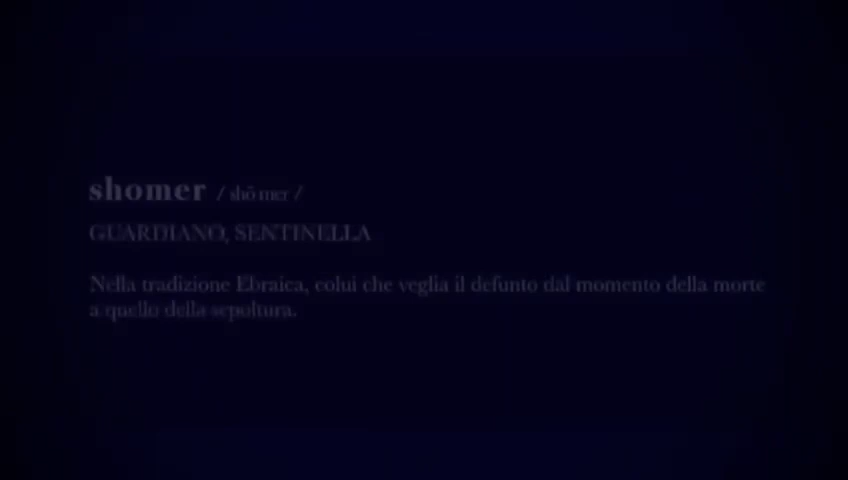 shomer / shō mer /
GUARDIANO, SENTINELLA
Nella tradizione Ebraica, colui che veglia il defunto dal momento della morte
a quello della sepoltura.